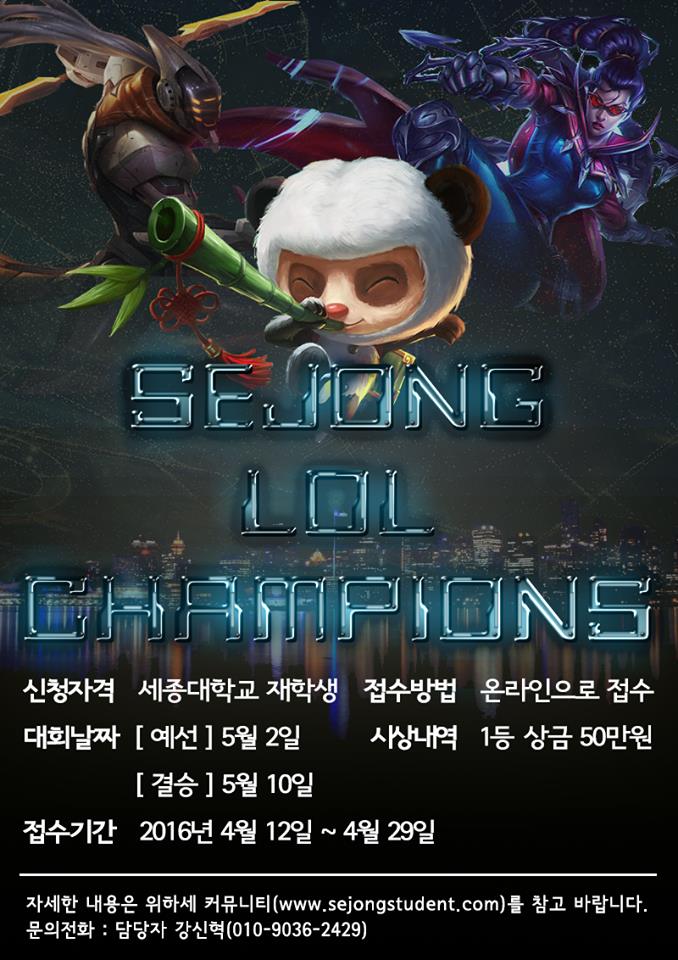 SEJONG
LOL
CHAMPIONS
신청자격 세종대학교 재학생 접수방법 온라인으로 접수
대회날짜 [ 예선 ] 5월 2일 시상내역 1등 상금 50만원
[ 결승 ] 5월 10일
접수기간 2016년 4월 12일 ~ 4월 29일
자세한 내용은 위하세 커뮤니티(www.sejongstudent.com)를 참고 바랍니다.
문의전화 : 담당자 강신혁(010-9036-2429)